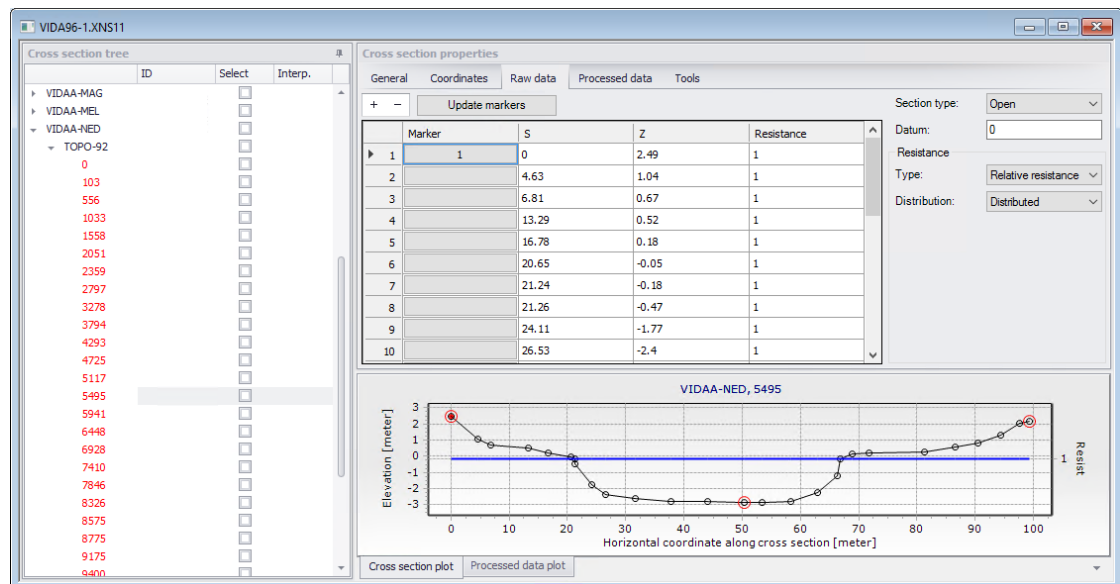 VIDA96-1.XNS11
Cross section tree
ID Select Interp.
VIDAA-MAG
VIDAA-MEL
VIDAA-NED
TOPO-92
0
103
556
1033
1558
2051
2359
2797
3278
3794
4293
4725
5117
5495
5941
6448
6928
7410
7846
8326
8575
8775
9175
9400
Cross section properties
General Coordinates Raw data Processed data Tools
+ − Update markers
Marker S Z Resistance
1 1 0 2.49 1
2 4.63 1.04 1
3 6.81 0.67 1
4 13.29 0.52 1
5 16.78 0.18 1
6 20.65 -0.05 1
7 21.24 -0.18 1
8 21.26 -0.47 1
9 24.11 -1.77 1
10 26.53 -2.4 1
Section type: Open
Datum: 0
Resistance
Type: Relative resistance
Distribution: Distributed
VIDAA-NED, 5495
Elevation [meter]
3
2
1
0
-1
-2
-3
1
Resist
0 10 20 30 40 50 60 70 80 90 100
Horizontal coordinate along cross section [meter]
Cross section plot Processed data plot